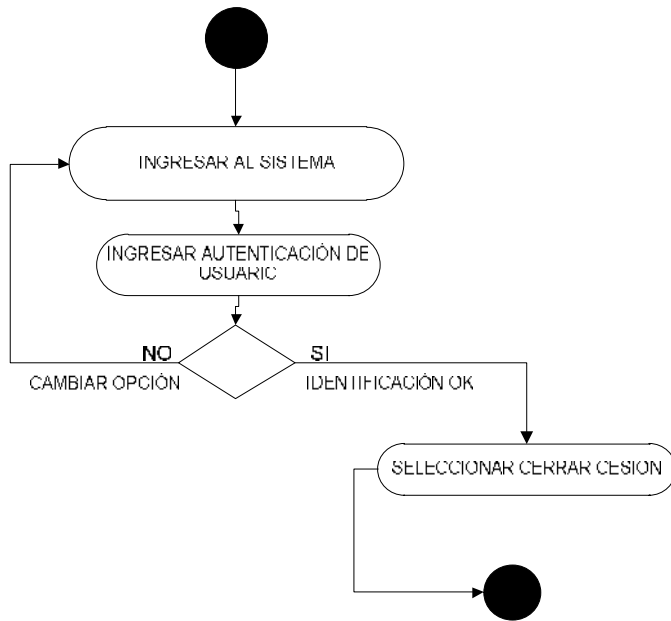 INGRESAR AL SISTEMA
INGRESAR AUTENTICACIÓN DE
USUARIO
NO
SI
CAMBIAR OPCIÓN
IDENTIFICACIÓN OK
SELECCIONAR CERRAR CESION